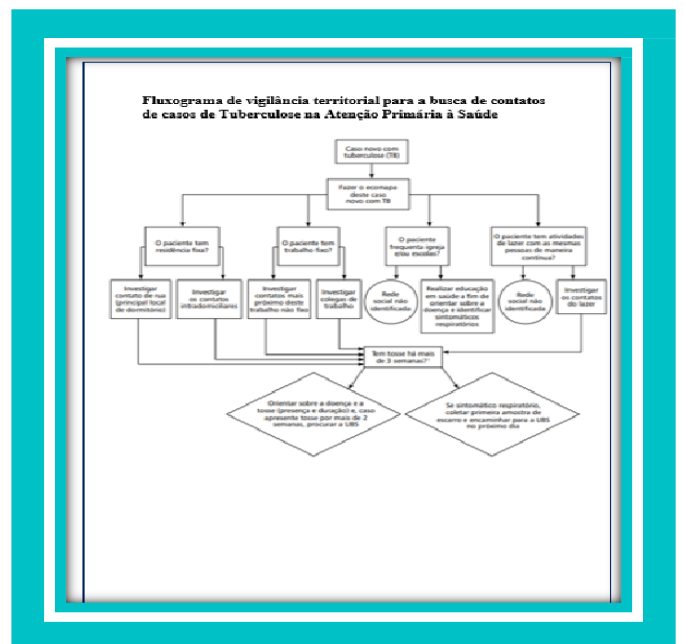 Fluxograma de vigilância territorial para a busca de contatos
de casos de Tuberculose na Atenção Primária à Saúde
Caso novo com
tuberculose (TB)
Fazer o ecomapa
deste caso
novo com TB
O paciente tem
residência fixa?
O paciente tem
trabalho fixo?
O paciente
frequenta igreja
e/ou escolas?
O paciente tem atividades
de lazer com as mesmas
pessoas de maneira
contínua?
Investigar
contato de rua
(principal local
de dormitório)
Investigar
os contatos
intradomiciliares
Investigar
contatos mais
próximo deste
trabalho não fixo
Investigar
colegas de
trabalho
Rede
social não
identificada
Realizar educação
em saúde a fim de
orientar sobre a
doença e identificar
sintomáticos
respiratórios
Rede
social não
identificada
Investigar
os contatos
do lazer
Tem tosse há mais
de 3 semanas?*
Orientar sobre a doença e a
tosse (presença e duração) e, caso
apresente tosse por mais de 2
semanas, procurar a UBS
Se sintomático respiratório,
coletar primeira amostra de
escarro e encaminhar para a UBS
no próximo dia